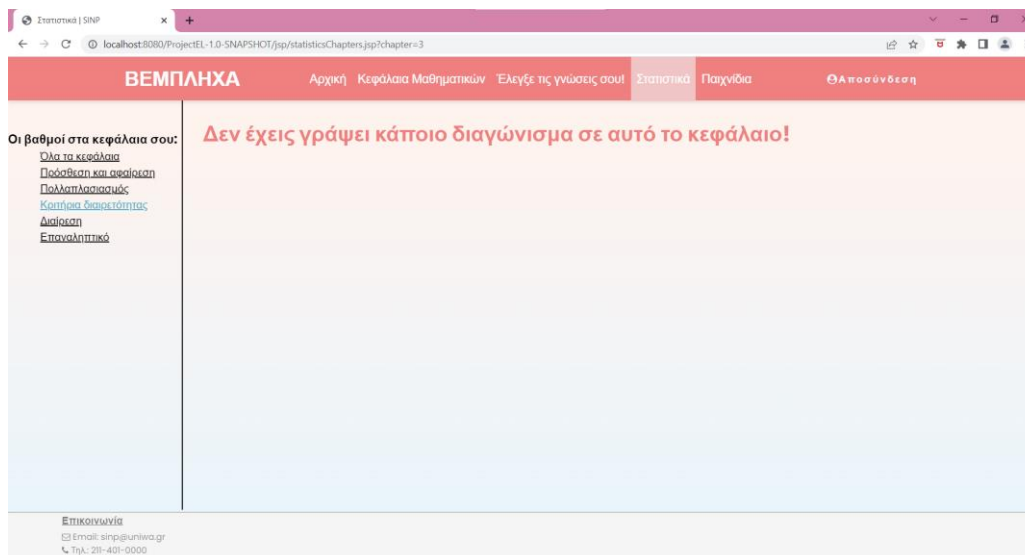 Στατιστικά | SINP
localhost:8080/ProjectEL-1.0-SNAPSHOT/jsp/statisticsChapters.jsp?chapter=3
ΒΕΜΠΛΗΧΑ
Αρχική Κεφάλαια Μαθηματικών Έλεγξε τις γνώσεις σου! Στατιστικά Παιχνίδια Αποσύνδεση
Οι βαθμοί στα κεφάλαια σου:
Όλα τα κεφάλαια
Πρόσθεση και αφαίρεση
Πολλαπλασιασμός
Κριτήρια διαιρετότητας
Διαίρεση
Επαναληπτικό
Δεν έχεις γράψει κάποιο διαγώνισμα σε αυτό το κεφάλαιο!
Επικοινωνία
Email: sinp@uniwa.gr
Τηλ.: 211-401-0000